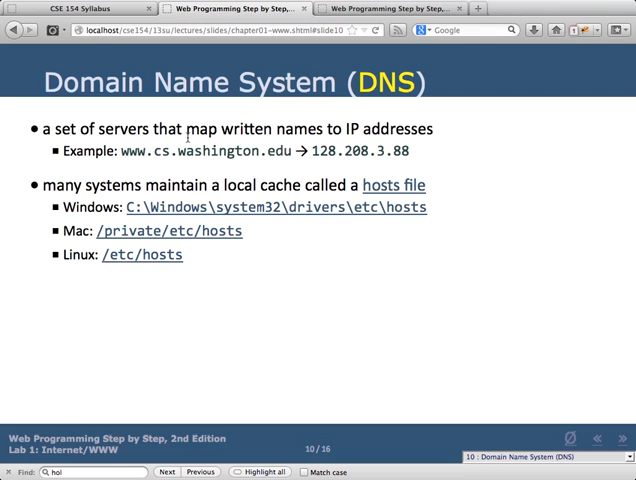 CSE 154 Syllabus
Web Programming Step by Step,...
Web Programming Step by Step, 2nd...
localhost/cse154/13su/lectures/slides/chapter01-www.shtml#slide10
Google
Domain Name System (DNS)
a set of servers that map written names to IP addresses
Example: www.cs.washington.edu → 128.208.3.88
many systems maintain a local cache called a hosts file
Windows: C:\Windows\system32\drivers\etc\hosts
Mac: /private/etc/hosts
Linux: /etc/hosts
Web Programming Step by Step, 2nd Edition
Lab 1: Internet/WWW
10 / 16
Ø « »
10 : Domain Name System (DNS)
Find: hol Next Previous Highlight all Match case